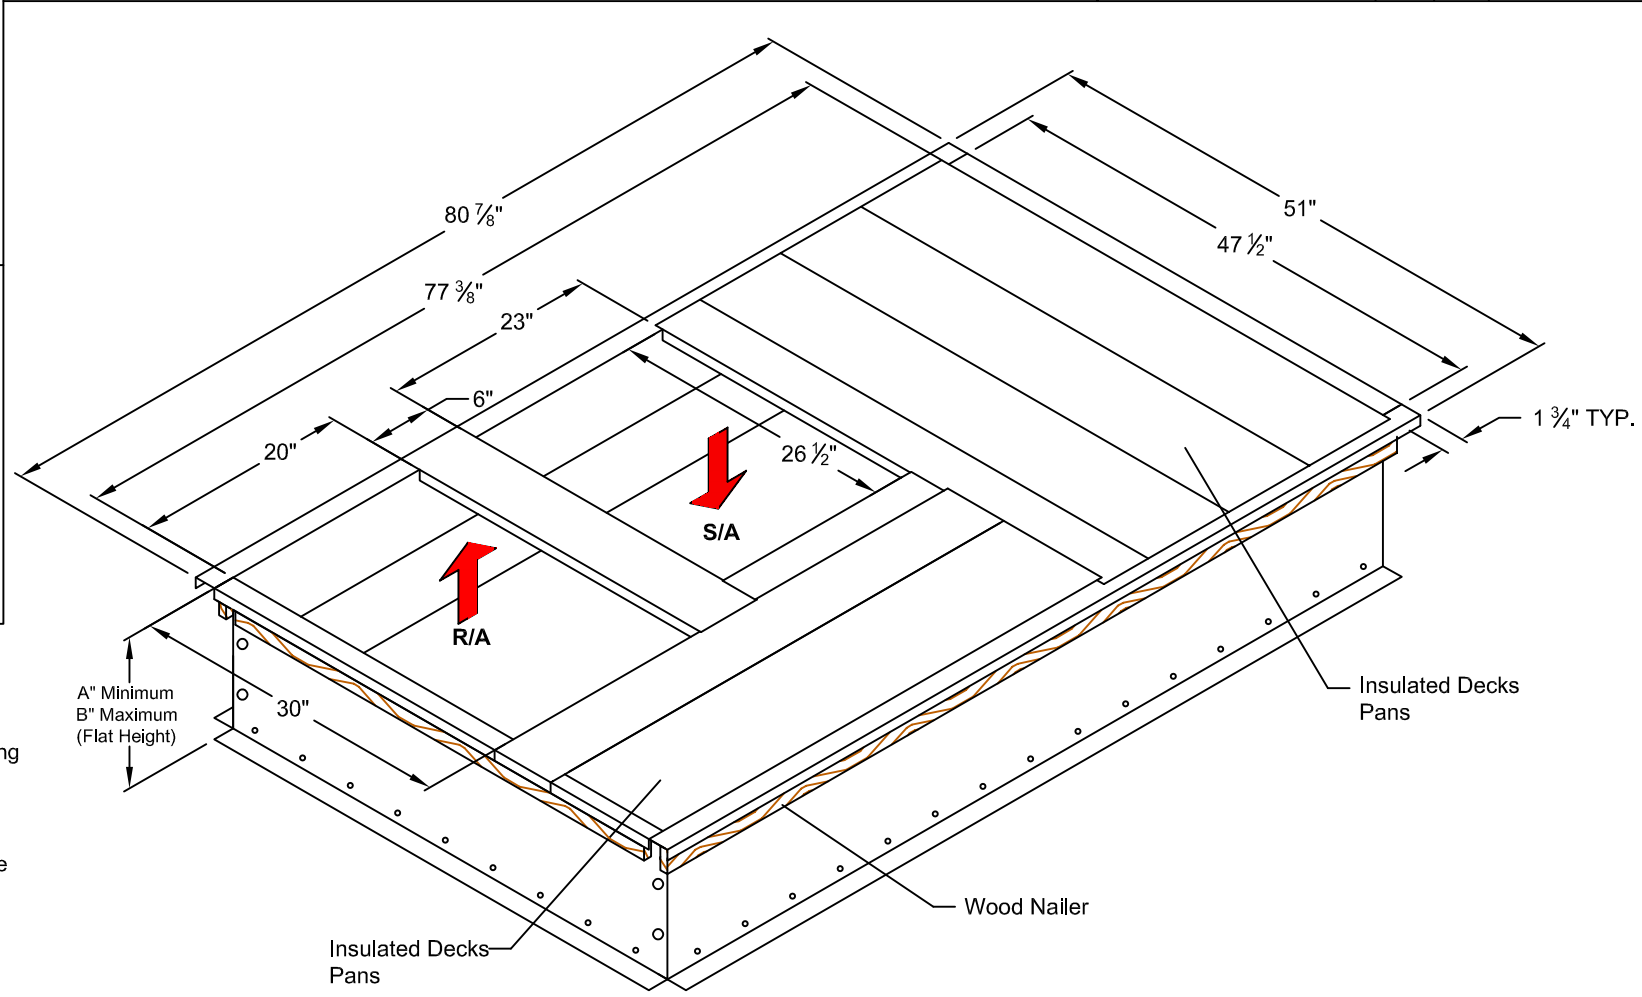 80 7⁄8"
51"
47 1⁄2"
77 3⁄8"
23"
6"
1 3⁄4" TYP.
20"
26 1⁄2"
S/A
R/A
A" Minimum
B" Maximum
(Flat Height)
30"
Insulated Decks
Pans
ng
e
Wood Nailer
Insulated Decks
Pans